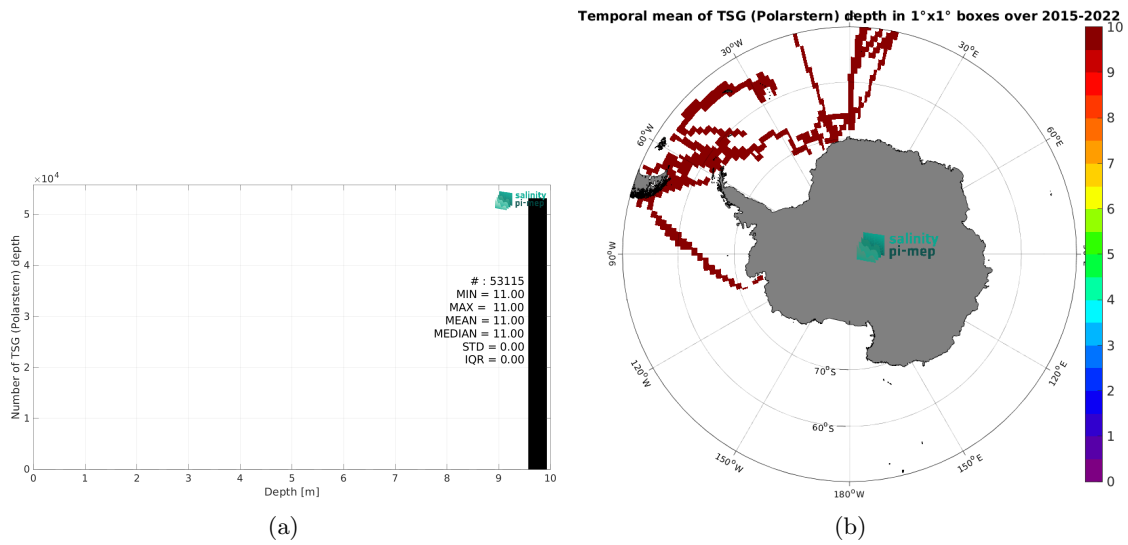 ×10⁴
5
4
3
2
1
0
Number of TSG (Polarstern) depth
salinity
pi-mep
# : 53115
MIN = 11.00
MAX = 11.00
MEAN = 11.00
MEDIAN = 11.00
STD = 0.00
IQR = 0.00
0 1 2 3 4 5 6 7 8 9 10
Depth [m]
(a)
Temporal mean of TSG (Polarstern) depth in 1°x1° boxes over 2015-2022
30°W
30°E
60°W
60°E
90°W
120°W
120°E
150°W
150°E
180°W
70°S
60°S
salinity
pi-mep
10
9
8
7
6
5
4
3
2
1
0
(b)